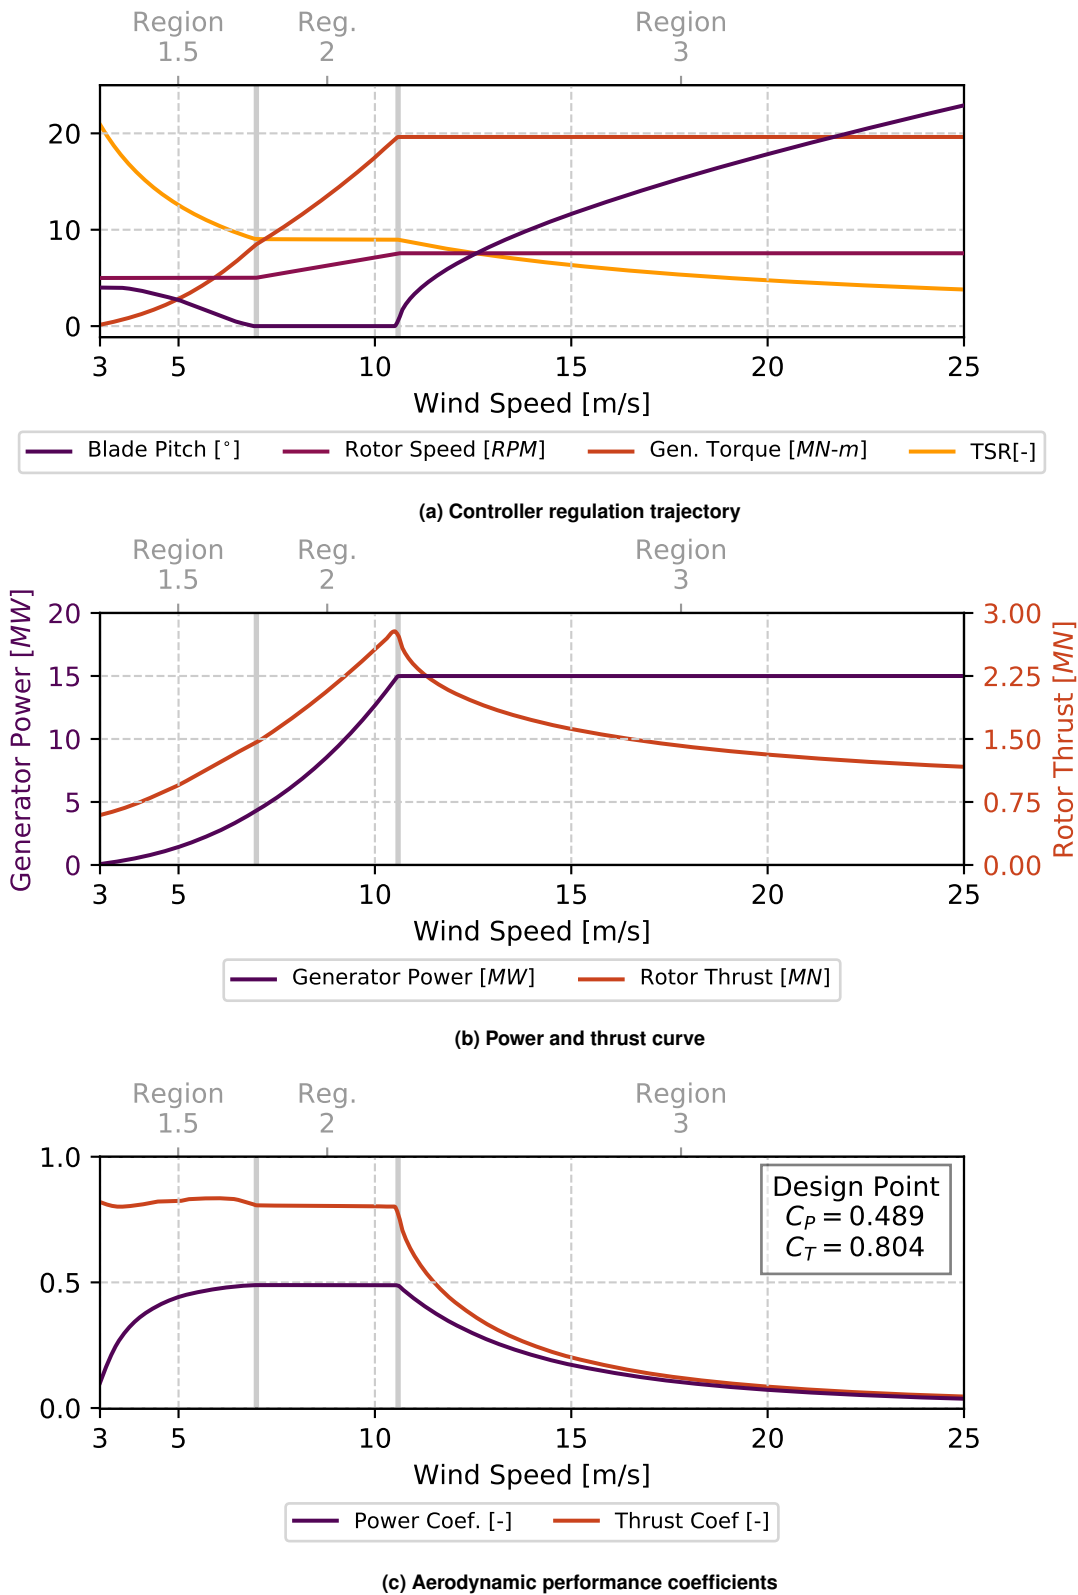 Region Reg. Region
1.5 2 3
20
10
0
3 5 10 15 20 25
Wind Speed [m/s]
Blade Pitch [°] Rotor Speed [RPM] Gen. Torque [MN-m] TSR[-]
(a) Controller regulation trajectory
Region Reg. Region
1.5 2 3
Generator Power [MW]
20 3.00
15 2.25
10 1.50
5 0.75
0 0.00
Rotor Thrust [MN]
3 5 10 15 20 25
Wind Speed [m/s]
Generator Power [MW] Rotor Thrust [MN]
(b) Power and thrust curve
Region Reg. Region
1.5 2 3
1.0
Design Point
C_P = 0.489
C_T = 0.804
0.5
0.0
3 5 10 15 20 25
Wind Speed [m/s]
Power Coef. [-] Thrust Coef [-]
(c) Aerodynamic performance coefficients